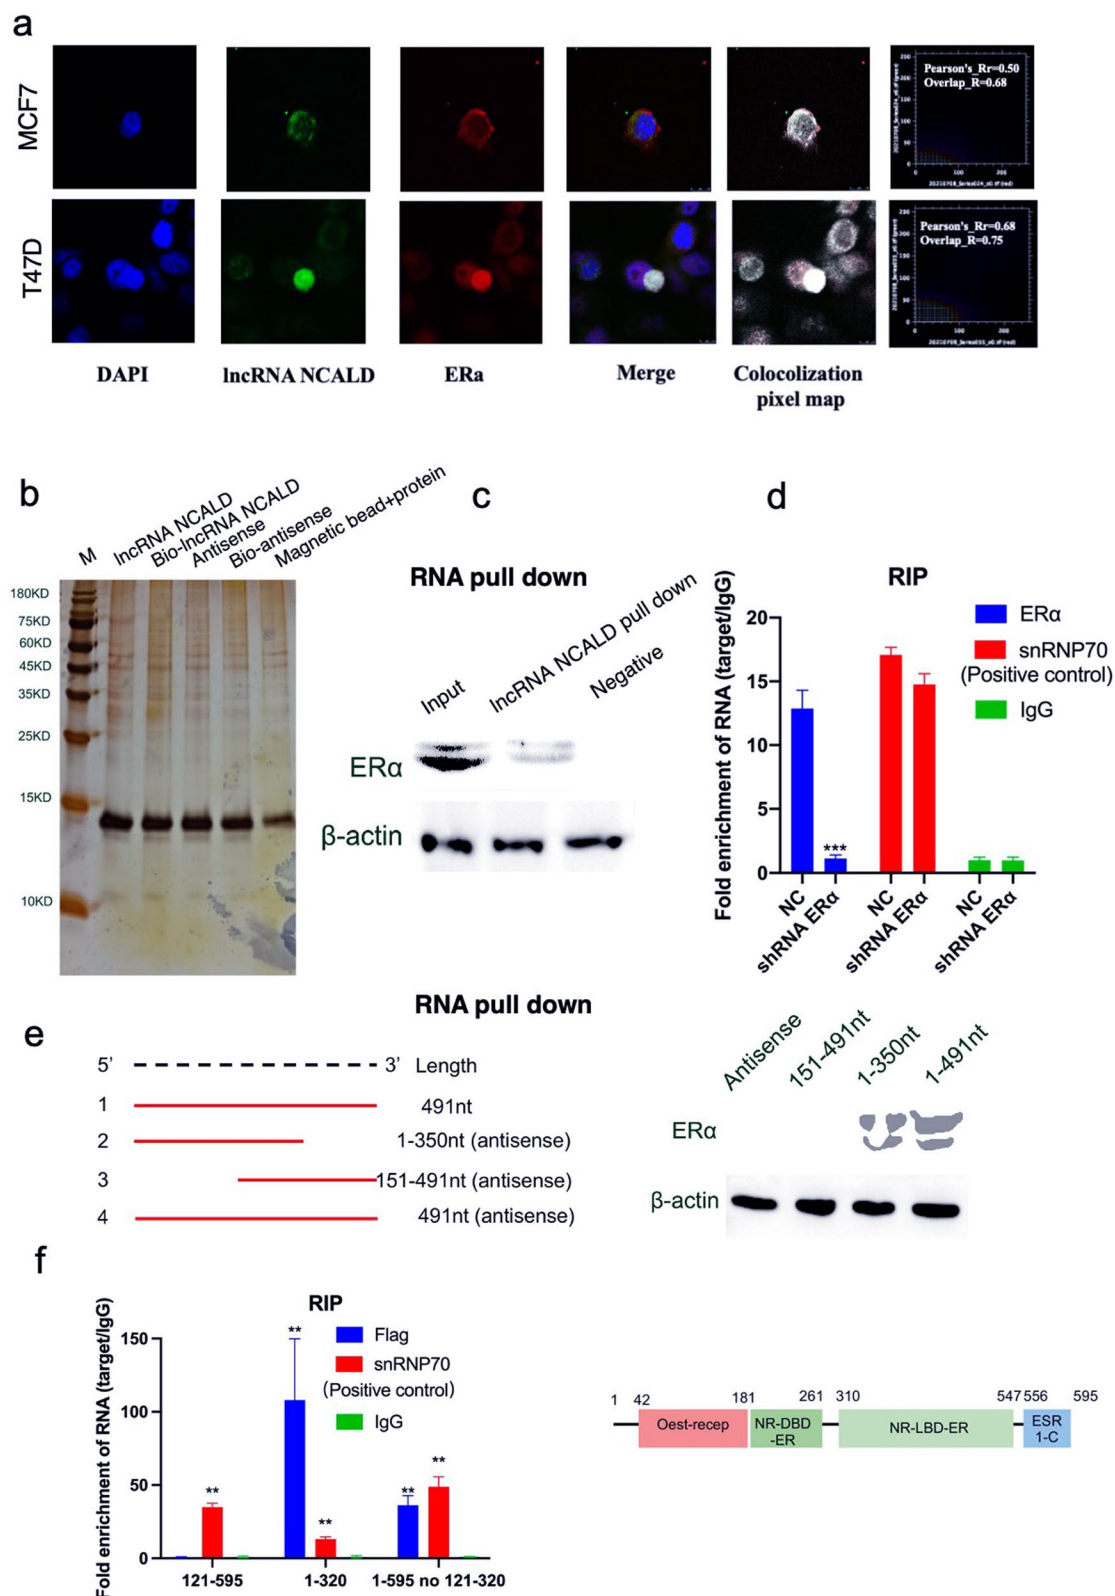 a
MCF7
Pearson's_Rr=0.50
Overlap_R=0.68
T47D
Pearson's_Rr=0.68
Overlap_R=0.75
DAPI
lncRNA NCALD
ERa
Merge
Colocolization
pixel map
b
M
lncRNA NCALD
Bio-lncRNA NCALD
Antisense
Bio-antisense
Magnetic bead+protein
180KD
75KD
60KD
45KD
35KD
25KD
15KD
10KD
c
RNA pull down
Input
lncRNA NCALD pull down
Negative
ERα
β-actin
d
RIP
Fold enrichment of RNA (target/IgG)
20
15
10
5
0
***
NC
shRNA ERα
NC
shRNA ERα
NC
shRNA ERα
ERα
snRNP70
(Positive control)
IgG
RNA pull down
e
5’ 3’ Length
1 491nt
2 1-350nt (antisense)
3 151-491nt (antisense)
4 491nt (antisense)
Antisense
151-491nt
1-350nt
1-491nt
ERα
β-actin
f
RIP
Fold enrichment of RNA (target/IgG)
150
100
50
0
**
**
**
**
**
121-595
1-320
1-595 no 121-320
Flag
snRNP70
(Positive control)
IgG
1 42 181 261 310 547 556 595
Oest-recep
NR-DBD
-ER
NR-LBD-ER
ESR
1-C